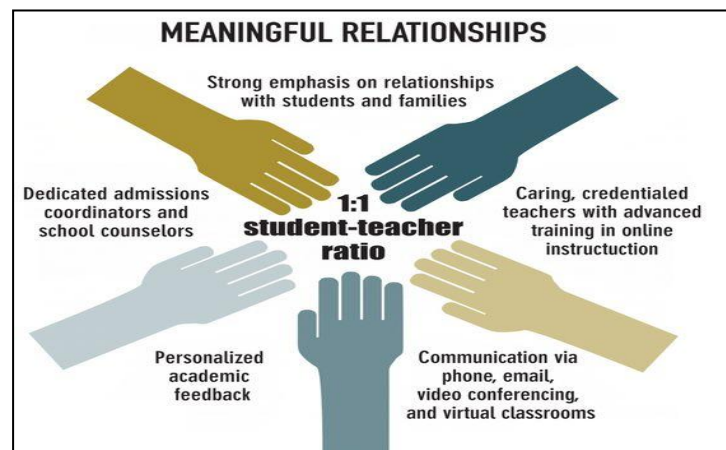 MEANINGFUL RELATIONSHIPS
Strong emphasis on relationships
with students and families
Dedicated admissions
coordinators and
school counselors
1:1
student-teacher
ratio
Caring, credentialed
teachers with advanced
training in online
instructuction
Personalized
academic
feedback
Communication via
phone, email,
video conferencing,
and virtual classrooms